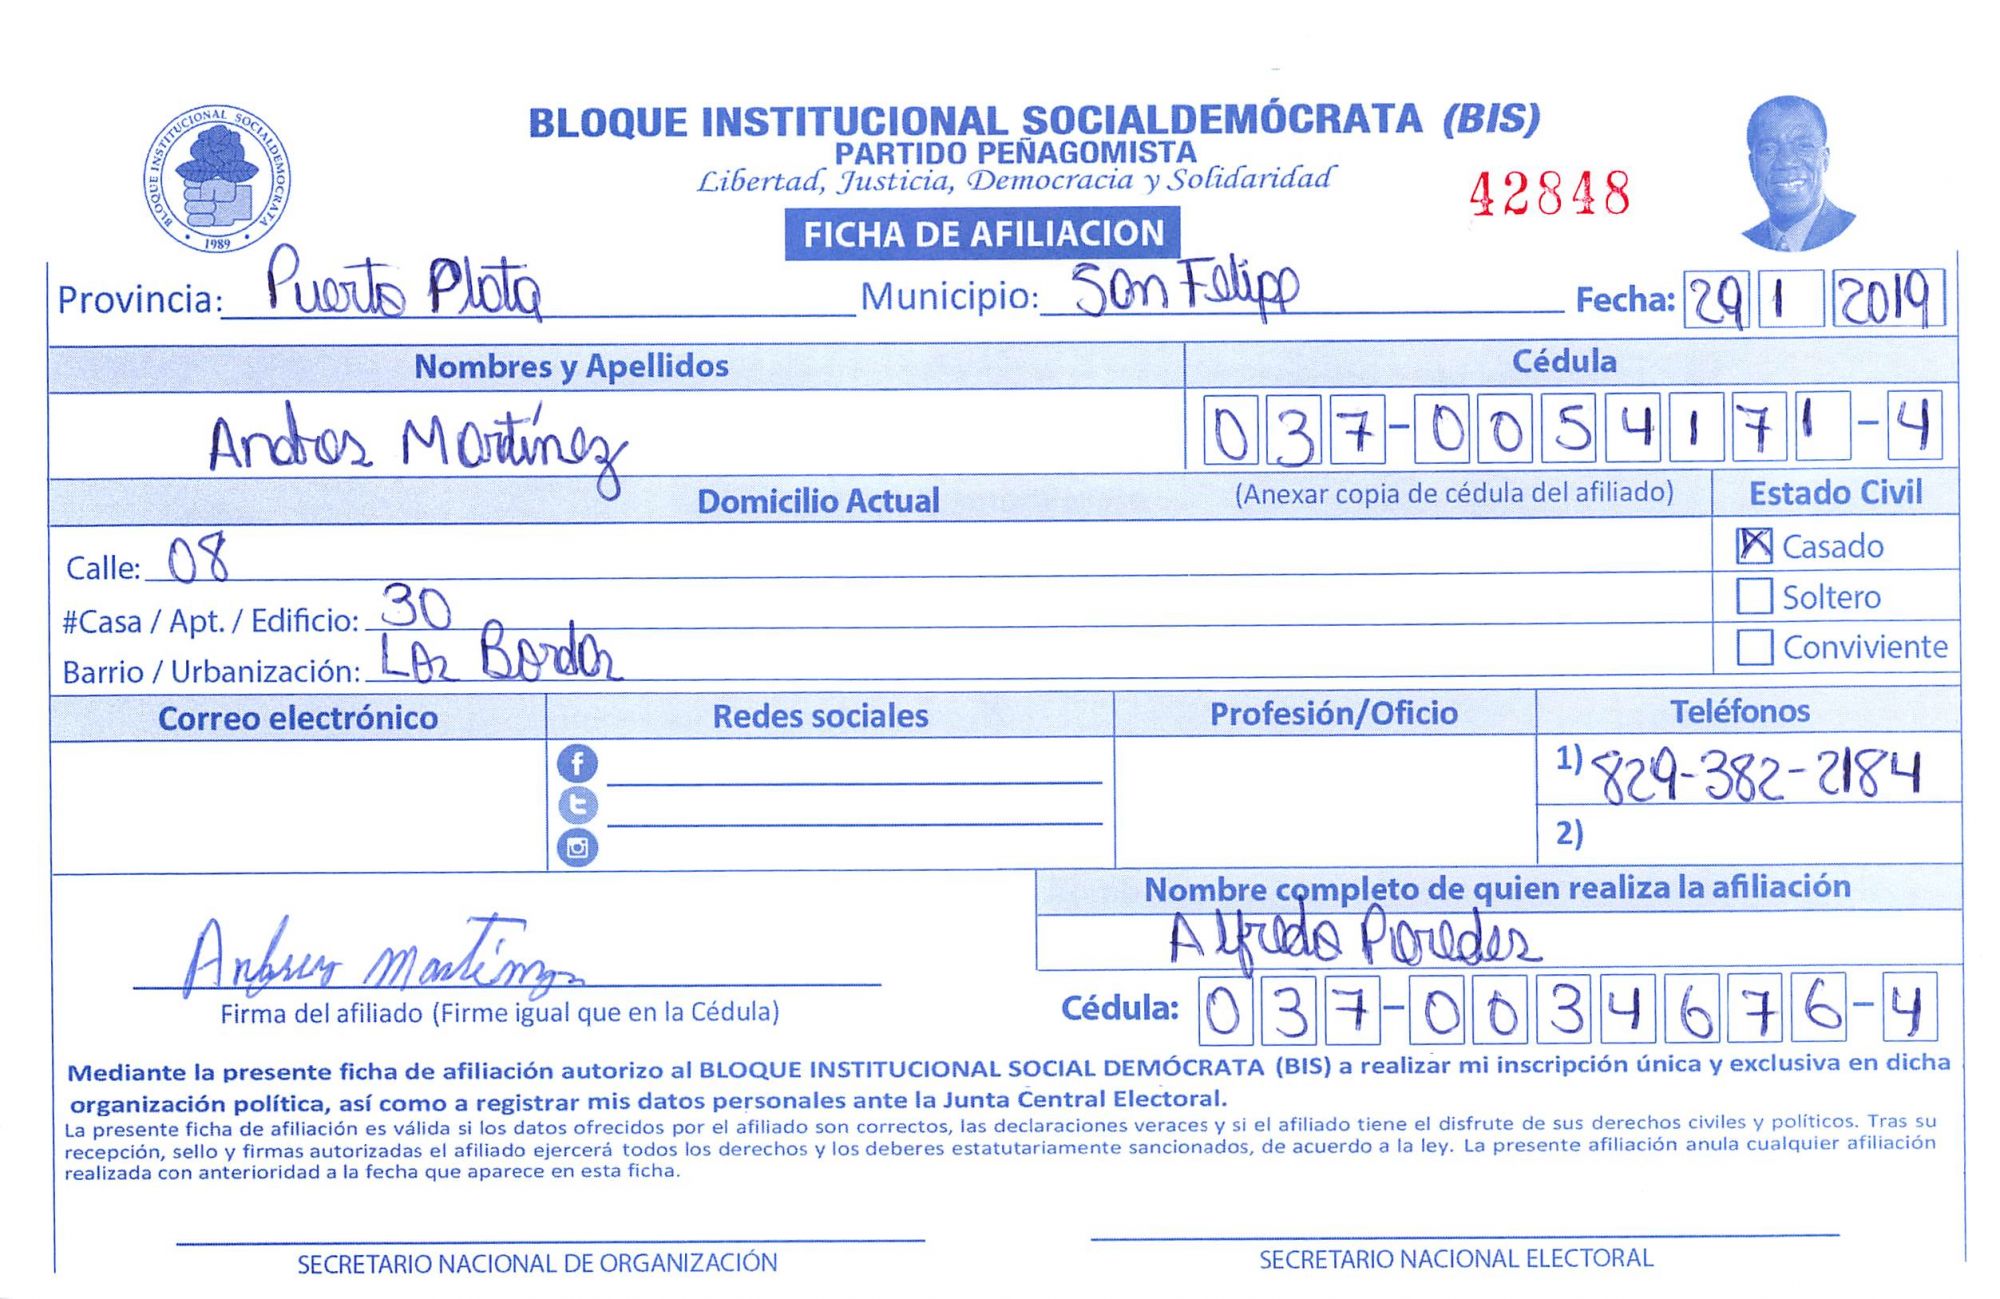 BLOQUE INSTITUCIONAL SOCIALDEMOCRATA
1989
BLOQUE INSTITUCIONAL SOCIALDEMÓCRATA (BIS)
PARTIDO PEÑAGOMISTA
Libertad, Justicia, Democracia y Solidaridad
42848
FICHA DE AFILIACION
Provincia: Puerto Plata Municipio: San Felipp Fecha: 29 1 2019
Nombres y Apellidos Cédula
Martínez 037-0054171-4
Domicilio Actual (Anexar copia de cédula del afiliado) Estado Civil
Calle: 08 Casado
#Casa / Apt. / Edificio: 30 Soltero
Barrio / Urbanización: Conviviente
Correo electrónico Redes sociales Profesión/Oficio Teléfonos
1) 829-382-2184
2)
Nombre completo de quien realiza la afiliación
Alfredo Paredes
Martínez
Firma del afiliado (Firme igual que en la Cédula) Cédula: 037-0034676-4
Mediante la presente ficha de afiliación autorizo al BLOQUE INSTITUCIONAL SOCIAL DEMÓCRATA (BIS) a realizar mi inscripción única y exclusiva en dicha
organización política, así como a registrar mis datos personales ante la Junta Central Electoral.
La presente ficha de afiliación es válida si los datos ofrecidos por el afiliado son correctos, las declaraciones veraces y si el afiliado tiene el disfrute de sus derechos civiles y políticos. Tras su
recepción, sello y firmas autorizadas el afiliado ejercerá todos los derechos y los deberes estatutariamente sancionados, de acuerdo a la ley. La presente afiliación anula cualquier afiliación
realizada con anterioridad a la fecha que aparece en esta ficha.
SECRETARIO NACIONAL DE ORGANIZACIÓN SECRETARIO NACIONAL ELECTORAL